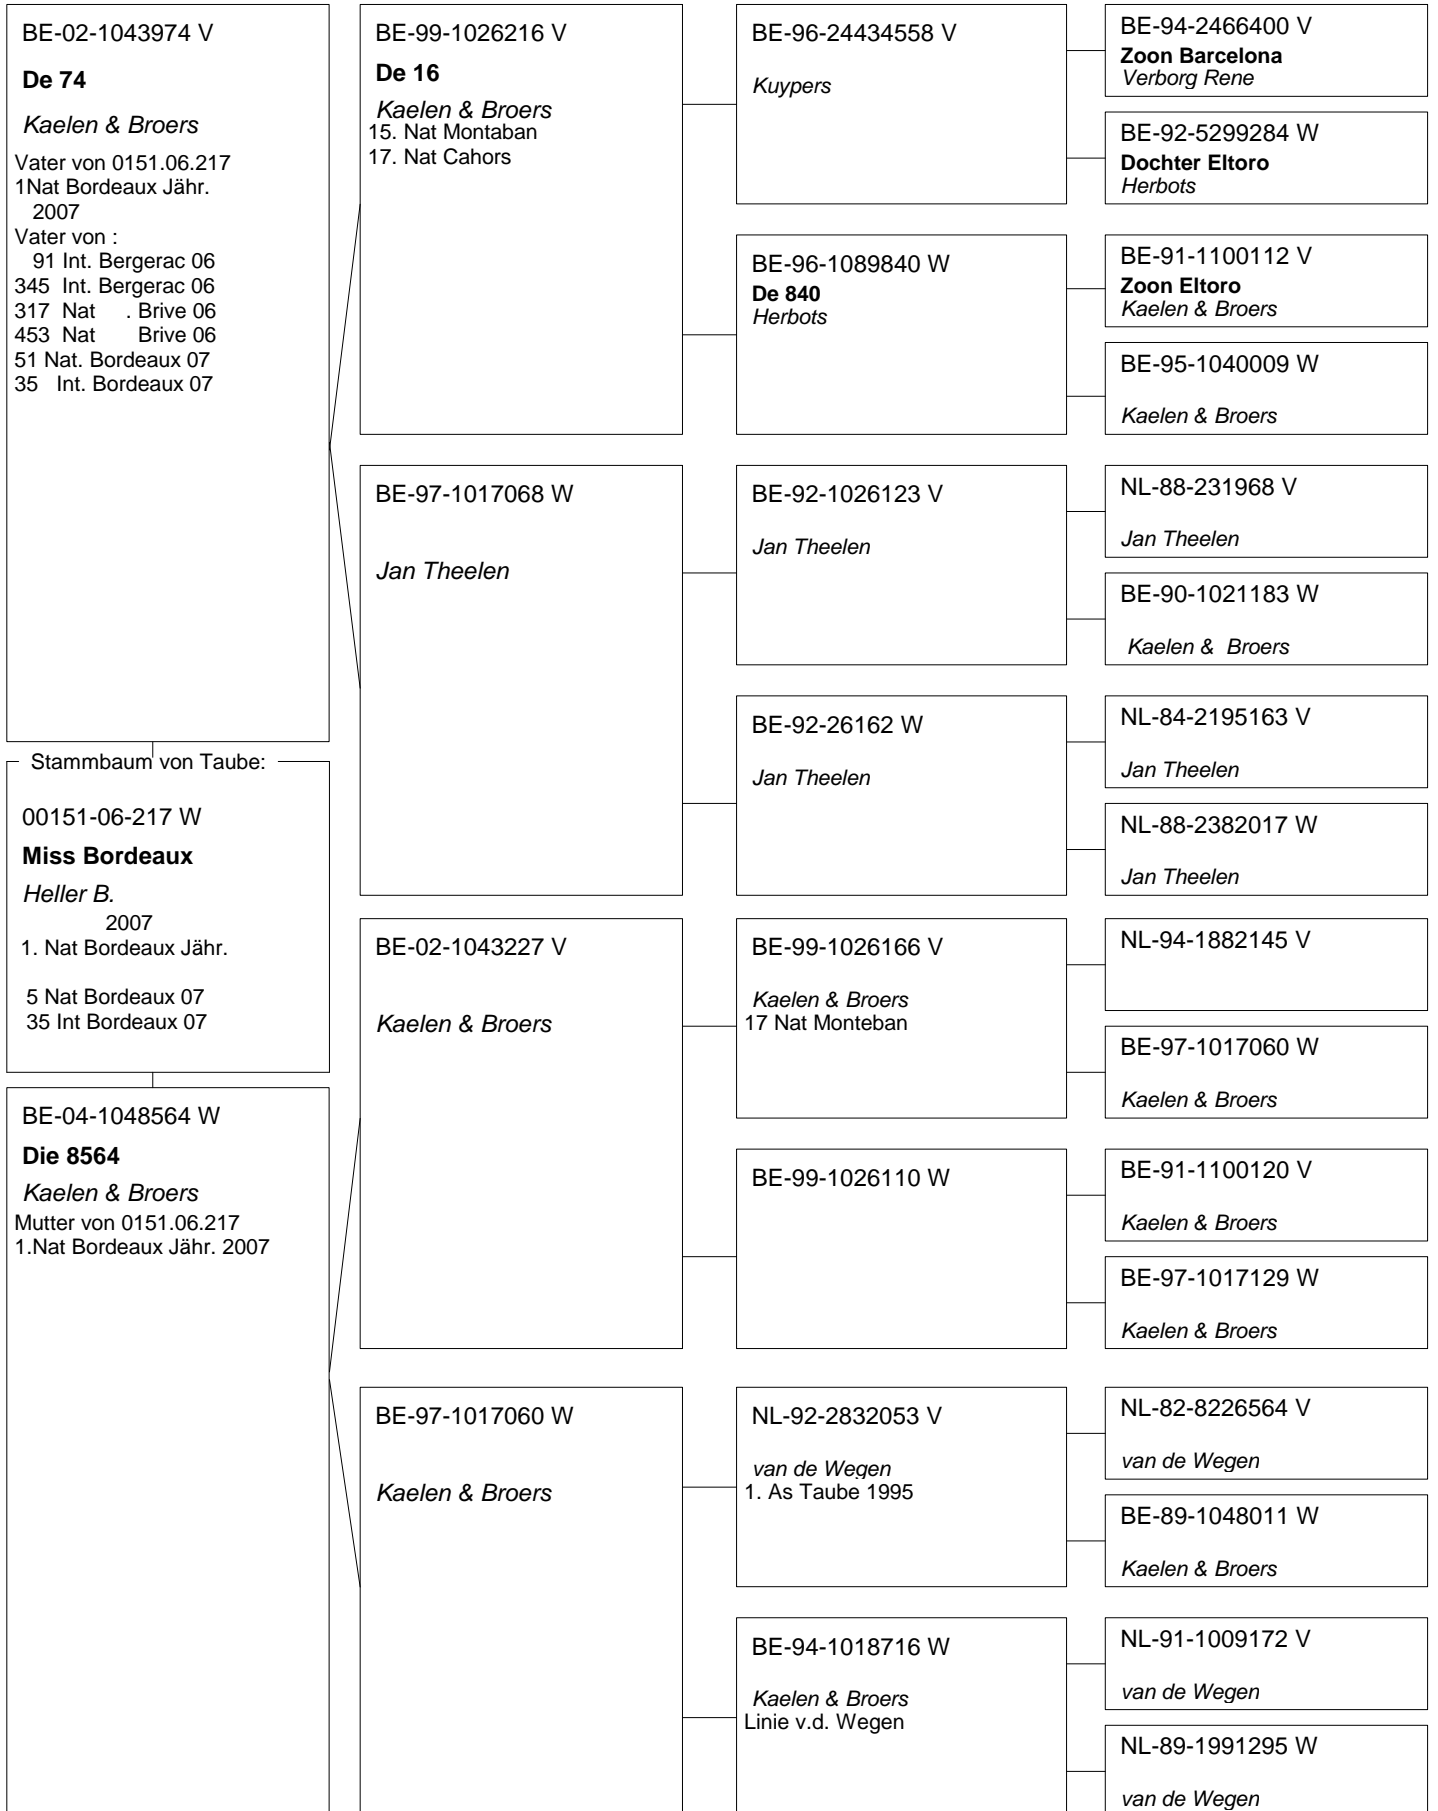 BE-02-1043974 V
De 74
Kaelen & Broers
Vater von 0151.06.217
1Nat Bordeaux Jähr.
2007
Vater von :
91 Int. Bergerac 06
345 Int. Bergerac 06
317 Nat . Brive 06
453 Nat Brive 06
51 Nat. Bordeaux 07
35 Int. Bordeaux 07
Stammbaum von Taube:
00151-06-217 W
Miss Bordeaux
Heller B.
2007
1. Nat Bordeaux Jähr.
5 Nat Bordeaux 07
35 Int Bordeaux 07
BE-04-1048564 W
Die 8564
Kaelen & Broers
Mutter von 0151.06.217
1.Nat Bordeaux Jähr. 2007
BE-99-1026216 V
De 16
Kaelen & Broers
15. Nat Montaban
17. Nat Cahors
BE-97-1017068 W
Jan Theelen
BE-02-1043227 V
Kaelen & Broers
BE-97-1017060 W
Kaelen & Broers
BE-96-24434558 V
Kuypers
BE-96-1089840 W
De 840
Herbots
BE-92-1026123 V
Jan Theelen
BE-92-26162 W
Jan Theelen
BE-99-1026166 V
Kaelen & Broers
17 Nat Monteban
BE-99-1026110 W
NL-92-2832053 V
van de Wegen
1. As Taube 1995
BE-94-1018716 W
Kaelen & Broers
Linie v.d. Wegen
BE-94-2466400 V
Zoon Barcelona
Verborg Rene
BE-92-5299284 W
Dochter Eltoro
Herbots
BE-91-1100112 V
Zoon Eltoro
Kaelen & Broers
BE-95-1040009 W
Kaelen & Broers
NL-88-231968 V
Jan Theelen
BE-90-1021183 W
Kaelen & Broers
NL-84-2195163 V
Jan Theelen
NL-88-2382017 W
Jan Theelen
NL-94-1882145 V
BE-97-1017060 W
Kaelen & Broers
BE-91-1100120 V
Kaelen & Broers
BE-97-1017129 W
Kaelen & Broers
NL-82-8226564 V
van de Wegen
BE-89-1048011 W
Kaelen & Broers
NL-91-1009172 V
van de Wegen
NL-89-1991295 W
van de Wegen